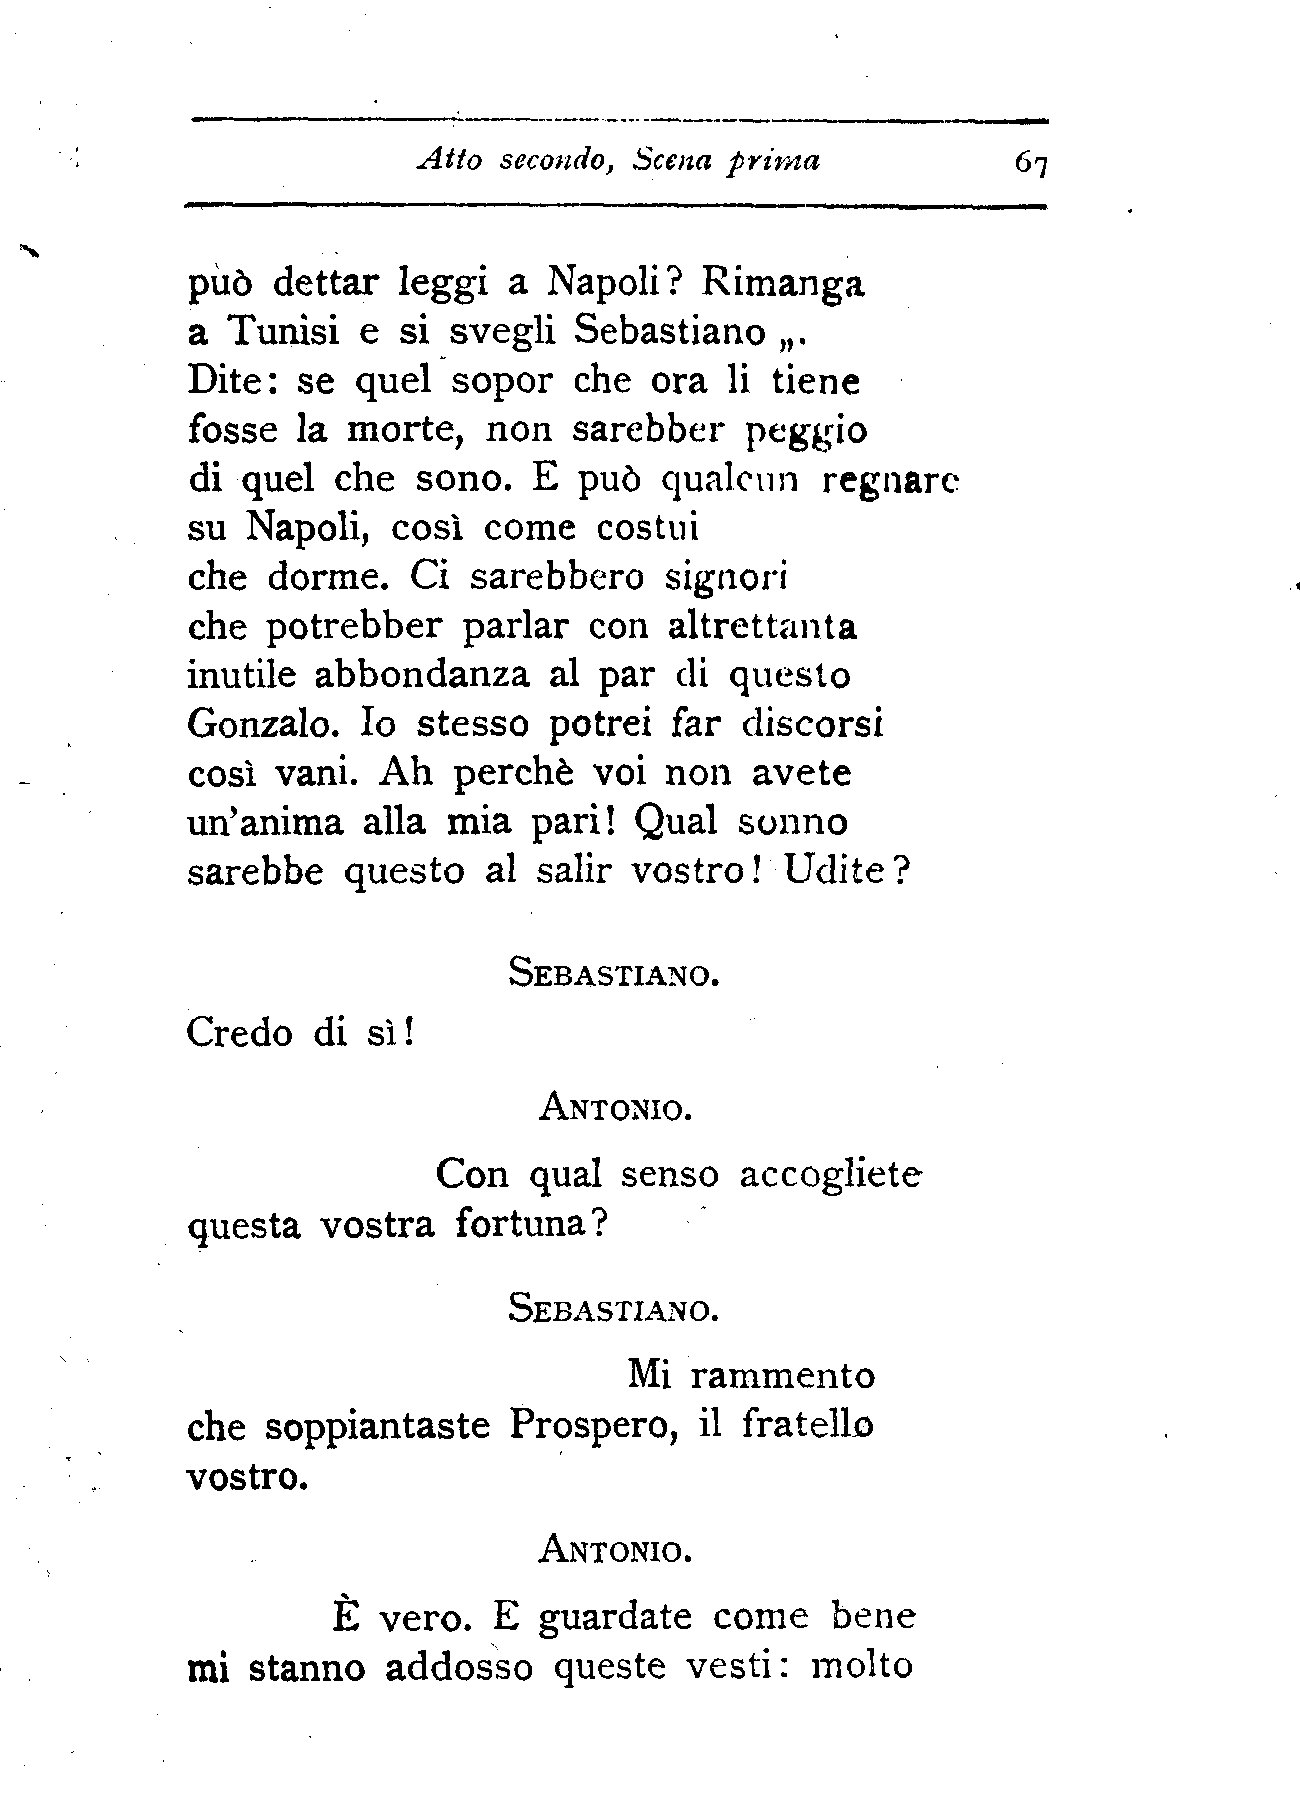 Atto secondo, Scena prima 67
può dettar leggi a Napoli? Rimanga
a Tunisi e si svegli Sebastiano „.
Dite: se quel sopor che ora li tiene
fosse la morte, non sarebber peggio
di quel che sono. E può qualcun regnare
su Napoli, così come costui
che dorme. Ci sarebbero signori
che potrebber parlar con altrettanta
inutile abbondanza al par di questo
Gonzalo. Io stesso potrei far discorsi
così vani. Ah perchè voi non avete
un'anima alla mia pari! Qual sonno
sarebbe questo al salir vostro! Udite?
SEBASTIANO.
Credo di sì!
ANTONIO.
Con qual senso accogliete
questa vostra fortuna?
SEBASTIANO.
Mi rammento
che soppiantaste Prospero, il fratello
vostro.
ANTONIO.
È vero. E guardate come bene
mi stanno addosso queste vesti: molto